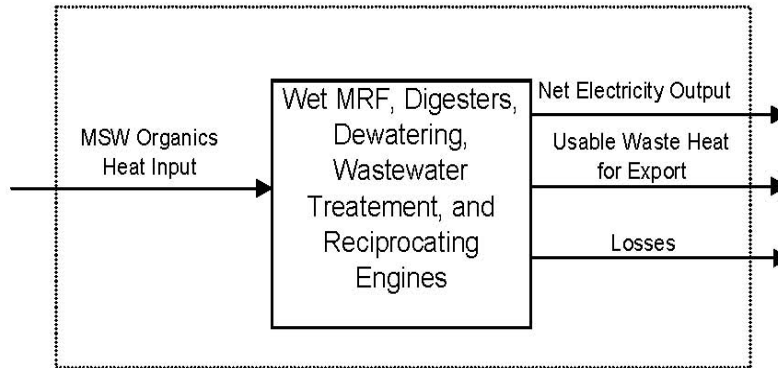 MSW Organics
Heat Input
Wet MRF, Digesters,
Dewatering,
Wastewater
Treatement, and
Reciprocating
Engines
Net Electricity Output
Usable Waste Heat
for Export
Losses